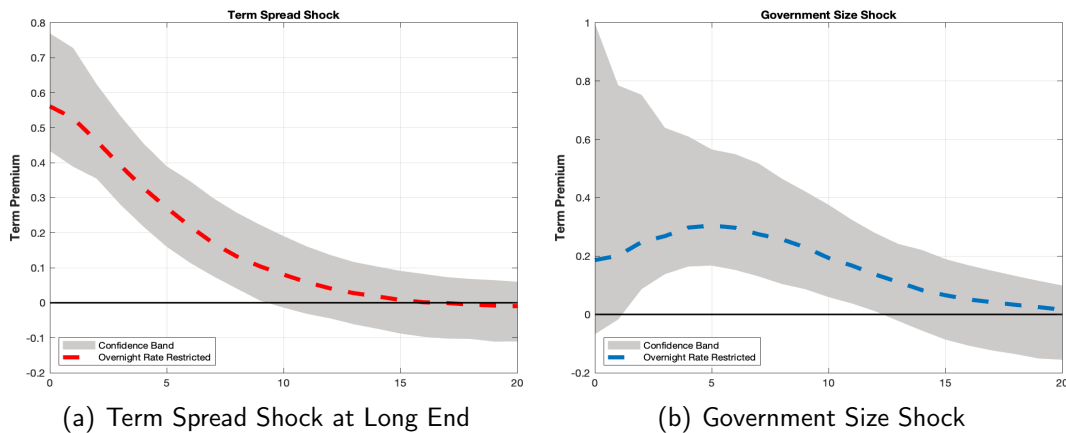 Term Spread Shock
0.8
0.7
0.6
0.5
0.4
0.3
0.2
0.1
0
-0.1
-0.2
Term Premium
Confidence Band
Overnight Rate Restricted
0 5 10 15 20
(a) Term Spread Shock at Long End
Government Size Shock
1
0.8
0.6
0.4
0.2
0
-0.2
Term Premium
Confidence Band
Overnight Rate Restricted
0 5 10 15 20
(b) Government Size Shock